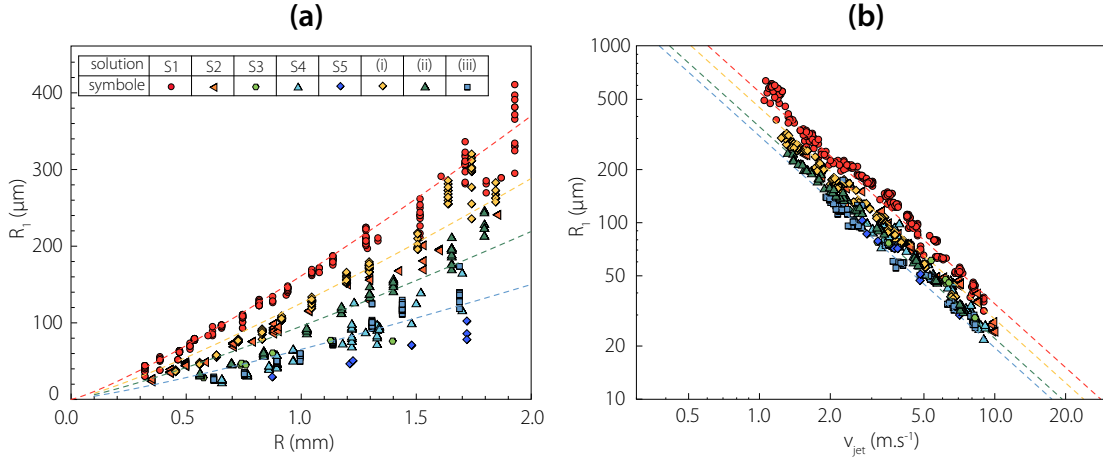 (a)
solution S1 S2 S3 S4 S5 (i) (ii) (iii)
symbole
400
300
200
100
0
R₁ (µm)
0.0 0.5 1.0 1.5 2.0
R (mm)
(b)
1000
500
200
100
50
20
10
R₁ (µm)
0.5 1.0 2.0 5.0 10.0 20.0
v_jet (m.s⁻¹)